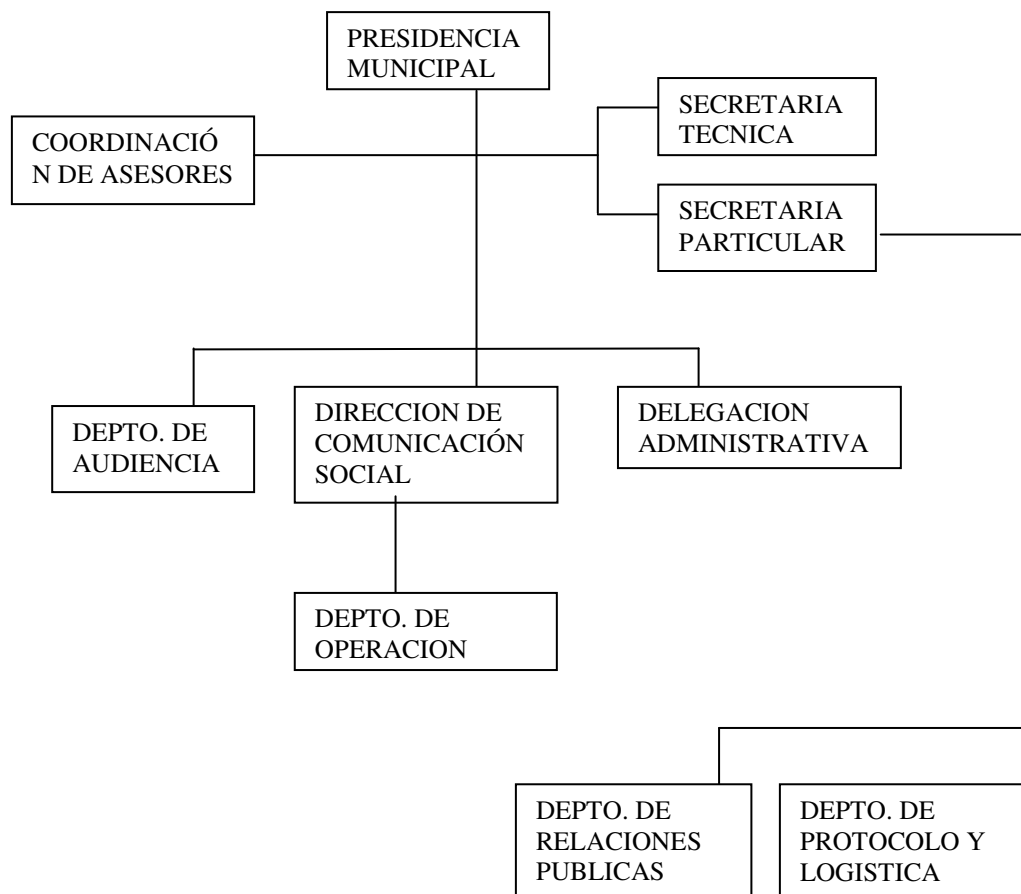 PRESIDENCIA
MUNICIPAL
SECRETARIA
TECNICA
COORDINACIÓ
N DE ASESORES
SECRETARIA
PARTICULAR
DEPTO. DE
AUDIENCIA
DIRECCION DE
COMUNICACIÓN
SOCIAL
DELEGACION
ADMINISTRATIVA
DEPTO. DE
OPERACION
DEPTO. DE
RELACIONES
PUBLICAS
DEPTO. DE
PROTOCOLO Y
LOGISTICA